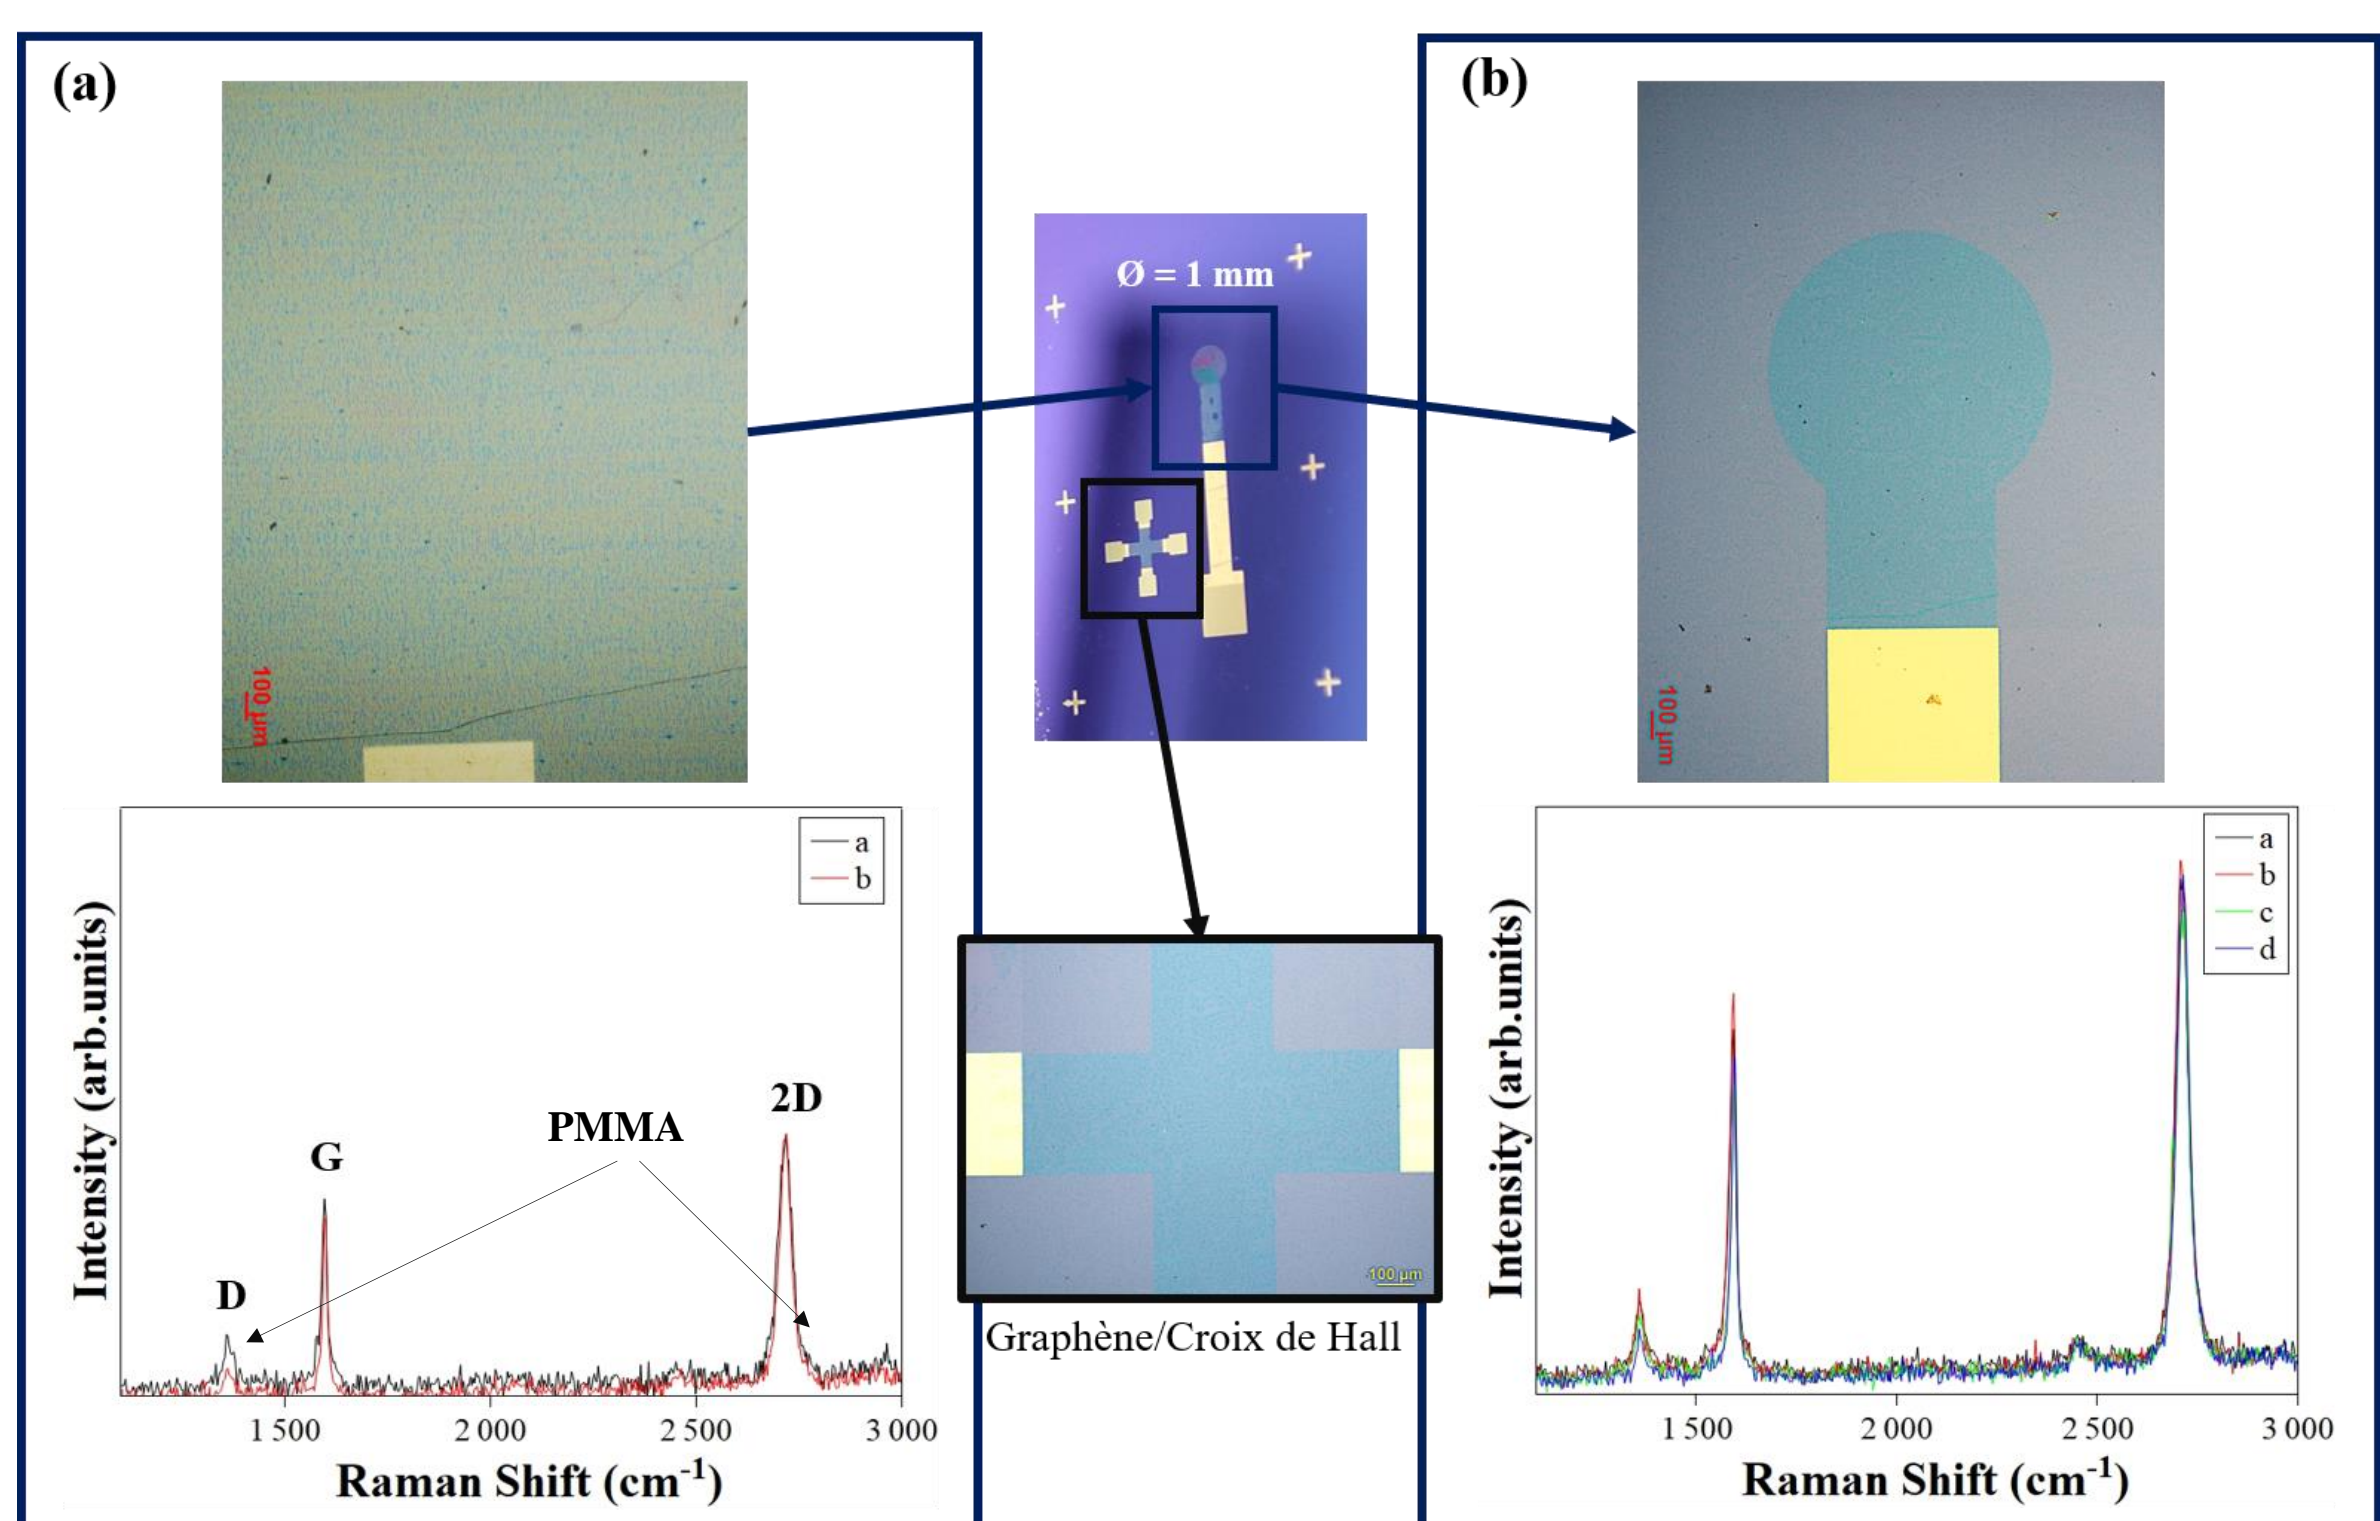 (a)
100 µm
Ø = 1 mm
(b)
100 µm
a
b
Intensity (arb.units)
D
G
PMMA
2D
1 500 2 000 2 500 3 000
Raman Shift (cm-1)
100 µm
Graphène/Croix de Hall
a
b
c
d
Intensity (arb.units)
1 500 2 000 2 500 3 000
Raman Shift (cm-1)